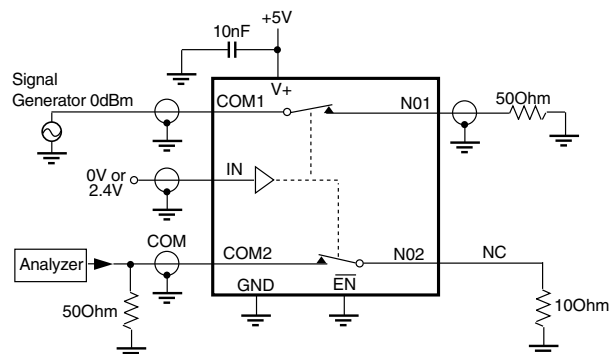 +5V
10nF
Signal
Generator 0dBm
V+
COM1
N01
50Ohm
0V or
2.4V
IN
COM
COM2
N02
NC
Analyzer
50Ohm
GND
EN
10Ohm